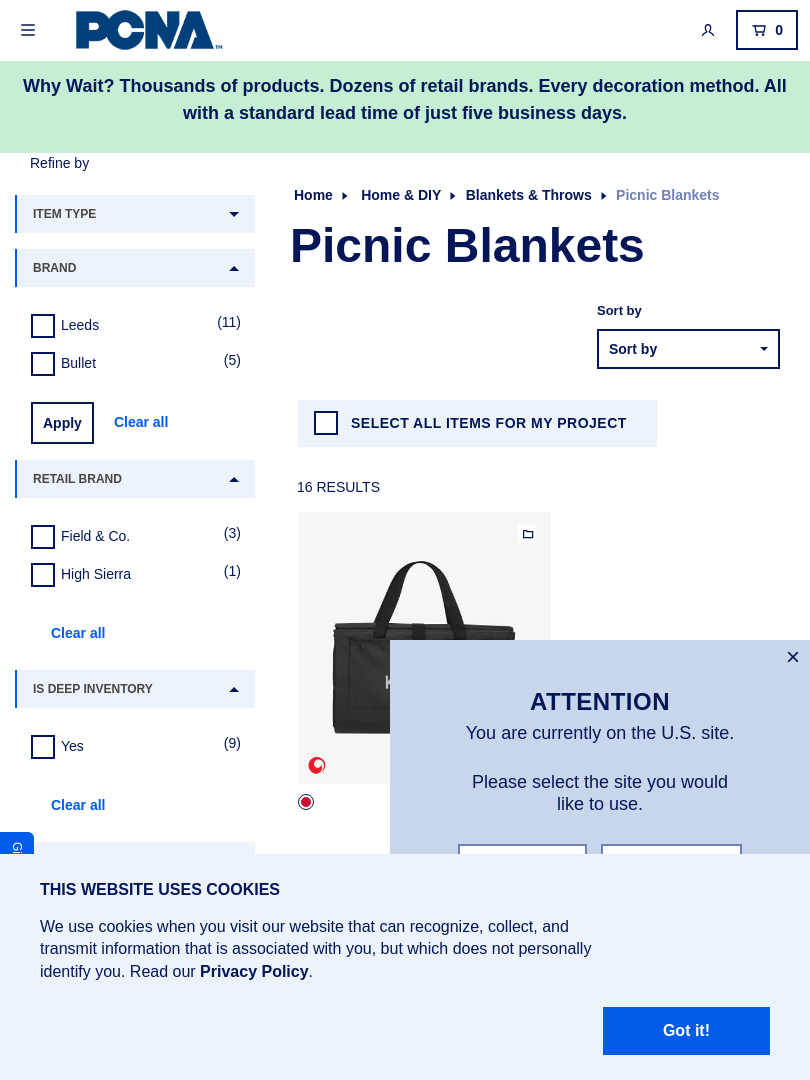 PCNA™
0
Why Wait? Thousands of products. Dozens of retail brands. Every decoration method. All
with a standard lead time of just five business days.
Refine by
ITEM TYPE
BRAND
Leeds (11)
Bullet (5)
Apply Clear all
RETAIL BRAND
Field & Co. (3)
High Sierra (1)
Clear all
IS DEEP INVENTORY
Yes (9)
Clear all
Home Home & DIY Blankets & Throws Picnic Blankets
Picnic Blankets
Sort by
Sort by
SELECT ALL ITEMS FOR MY PROJECT
16 RESULTS
×
ATTENTION
You are currently on the U.S. site.
Please select the site you would
like to use.
THIS WEBSITE USES COOKIES
We use cookies when you visit our website that can recognize, collect, and
transmit information that is associated with you, but which does not personally
identify you. Read our Privacy Policy.
Got it!